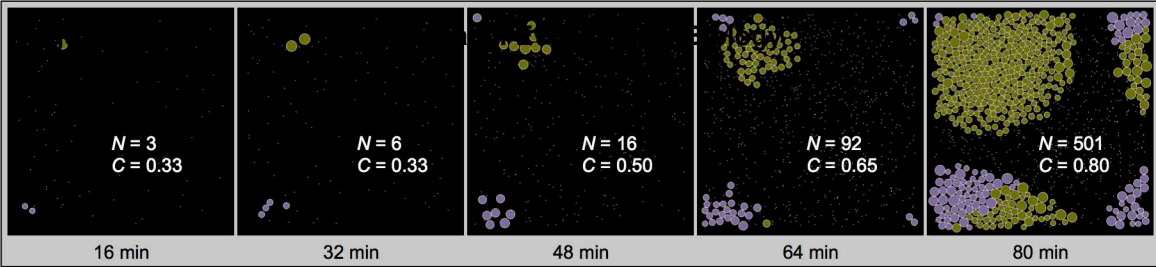 N = 3
C = 0.33
N = 6
C = 0.33
N = 16
C = 0.50
N = 92
C = 0.65
N = 501
C = 0.80
16 min
32 min
48 min
64 min
80 min